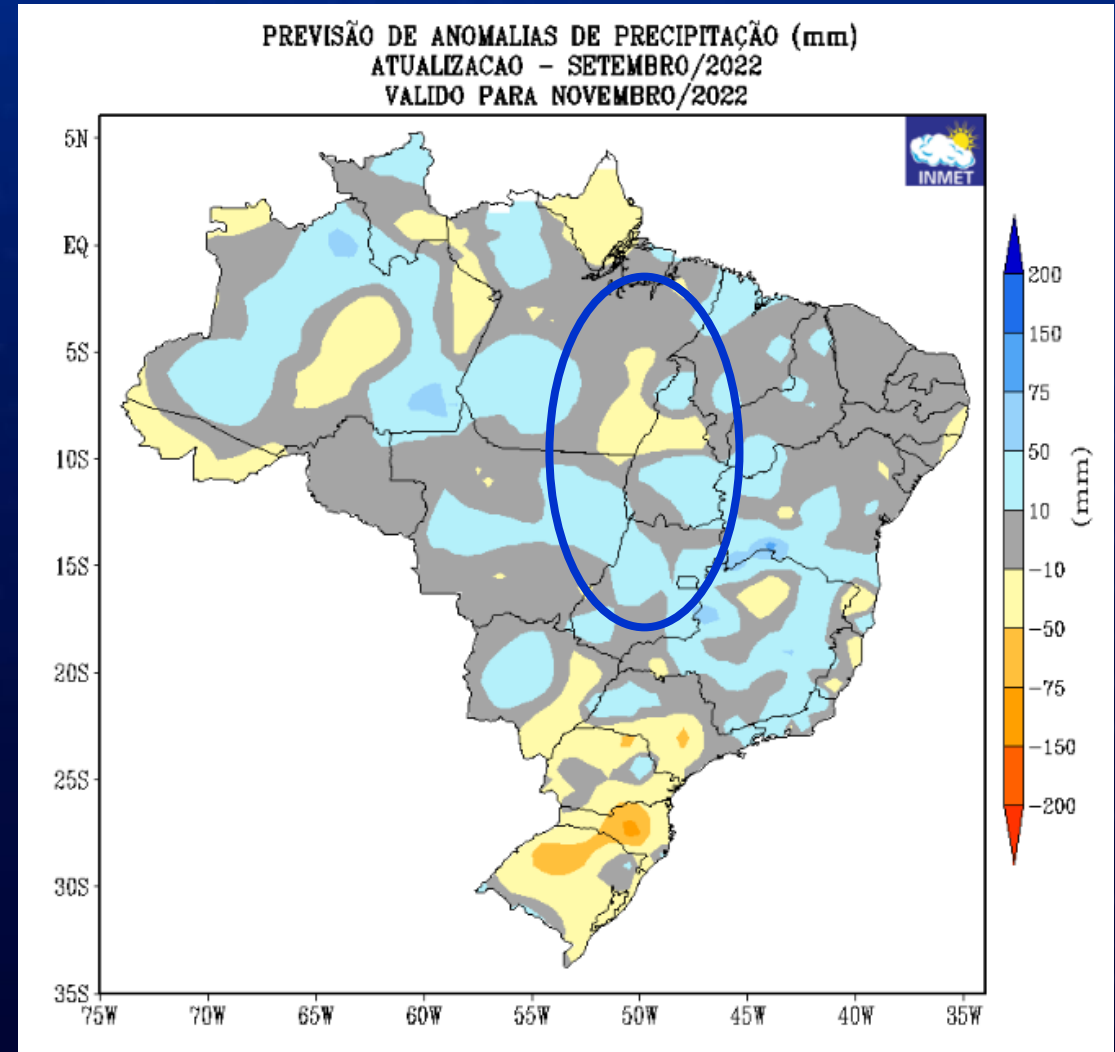 PREVISÃO DE ANOMALIAS DE PRECIPITAÇÃO (mm)
ATUALIZACAO - SETEMBRO/2022
VALIDO PARA NOVEMBRO/2022
INMET
5N
EQ
5S
10S
15S
20S
25S
30S
35S
75W 70W 65W 60W 55W 50W 45W 40W 35W
200
150
75
50
10
-10
-50
-75
-150
-200
(mm)